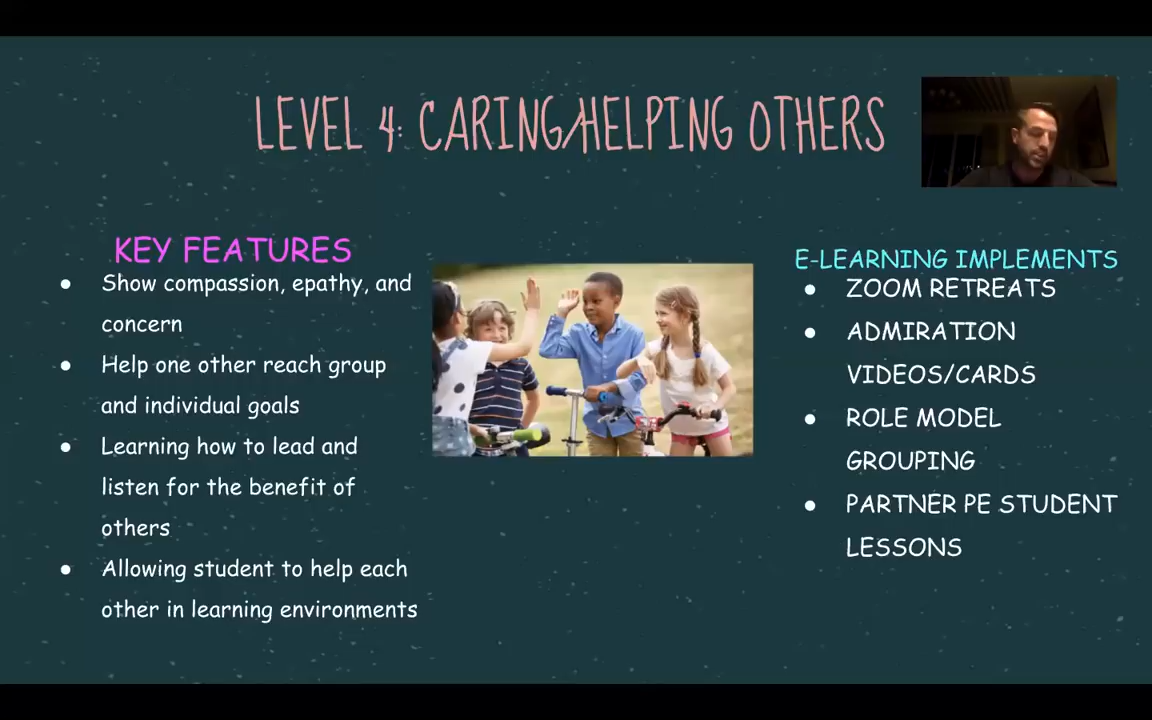 LEVEL 4: CARING/HELPING OTHERS
KEY FEATURES
Show compassion, epathy, and
concern
Help one other reach group
and individual goals
Learning how to lead and
listen for the benefit of
others
Allowing student to help each
other in learning environments
E-LEARNING IMPLEMENTS
ZOOM RETREATS
ADMIRATION
VIDEOS/CARDS
ROLE MODEL
GROUPING
PARTNER PE STUDENT
LESSONS